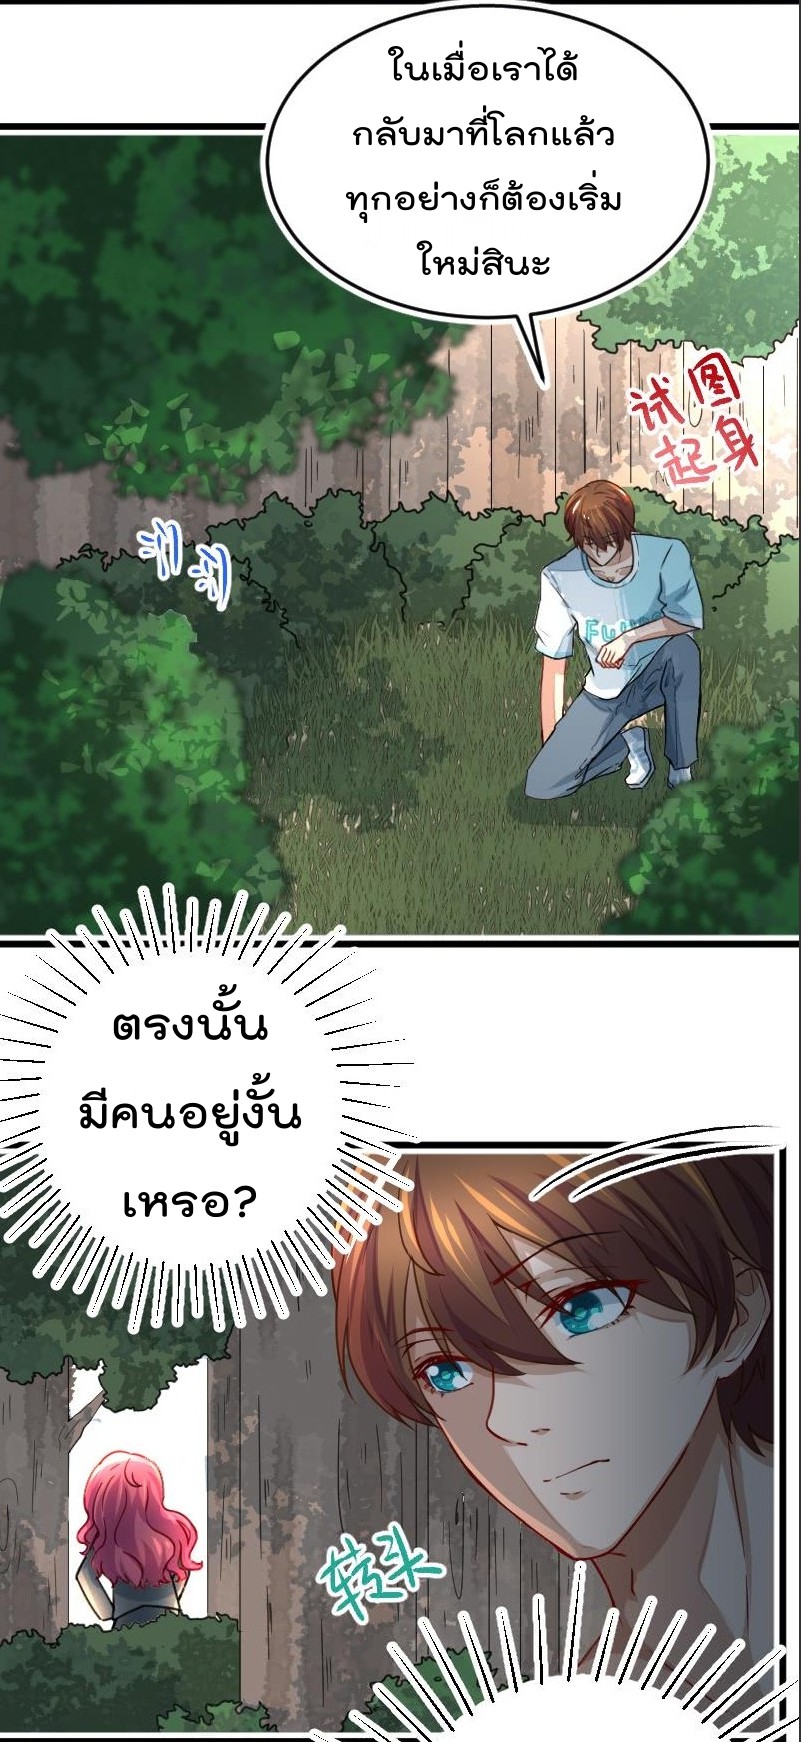 ในเมื่อเราได้
กลับมาที่โลกแล้ว
ทุกอย่างก็ต้องเริ่ม
ใหม่สินะ
试图
起身
沙沙
ตรงนั้น
มีคนอยู่งั้น
เหรอ?
转头